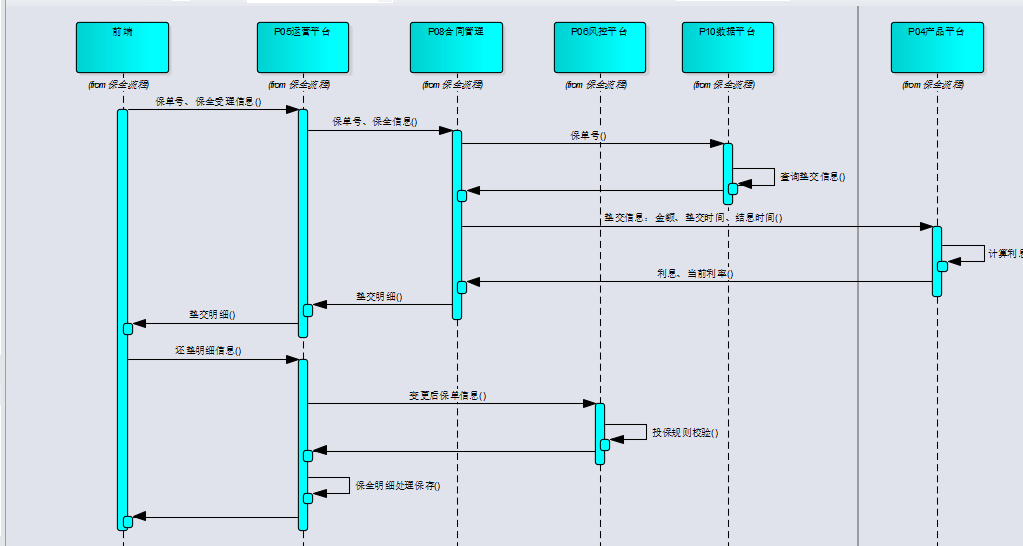 前端
P05运营平台
P08合同管理
P06风控平台
P10数据平台
P04产品平台
(from 保全流程)
(from 保全流程)
(from 保全流程)
(from 保全流程)
(from 保全流程)
(from 保全流程)
保单号、保全受理信息()
保单号、保全信息()
保单号()
查询垫交信息()
垫交信息：金额、垫交时间、结息时间()
计算利息
利息、当前利率()
垫交明细()
垫交明细()
还垫明细信息()
变更后保单信息()
投保规则校验()
保全明细处理保存()